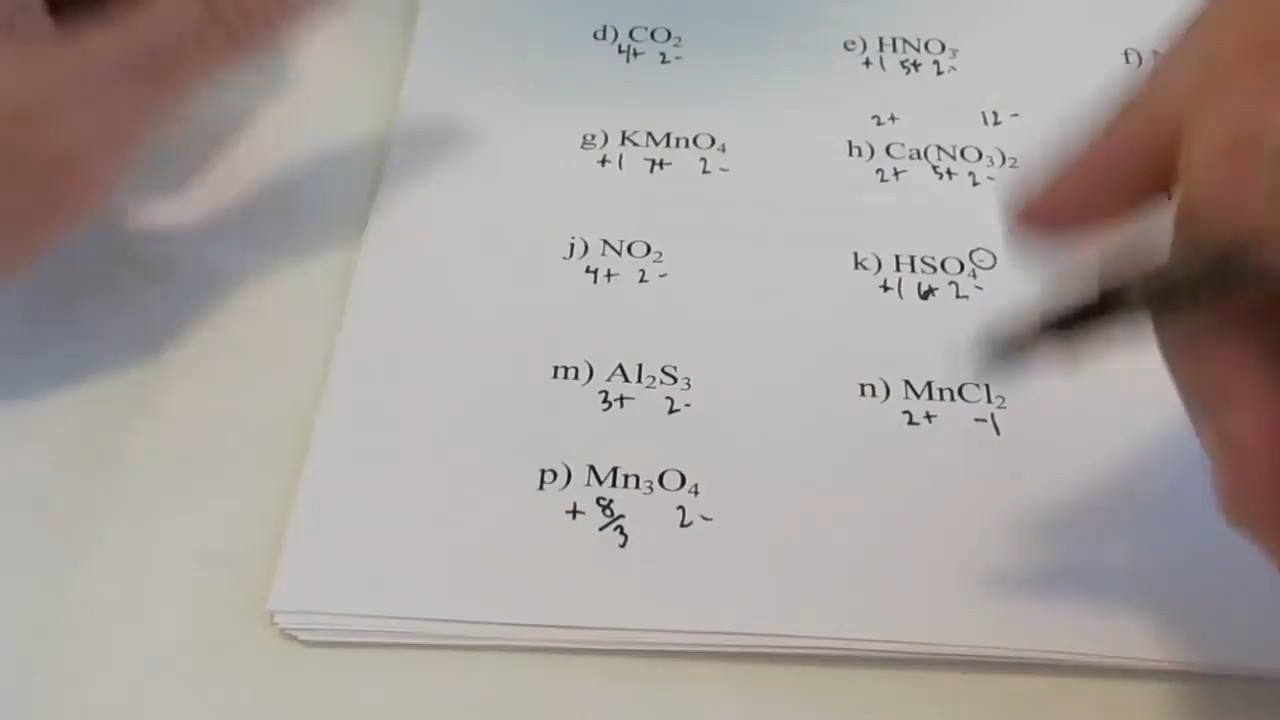 d) CO₂ e) HNO₃ f)
4+ 2- +1 5+ 2-
2+ 12-
g) KMnO₄ h) Ca(NO₃)₂
+1 7+ 2- 2+ 5+ 2-
j) NO₂ k) HSO₄⁻
4+ 2- +1 6+ 2-
m) Al₂S₃ n) MnCl₂
3+ 2- 2+ -1
p) Mn₃O₄
+ 8/3 2-